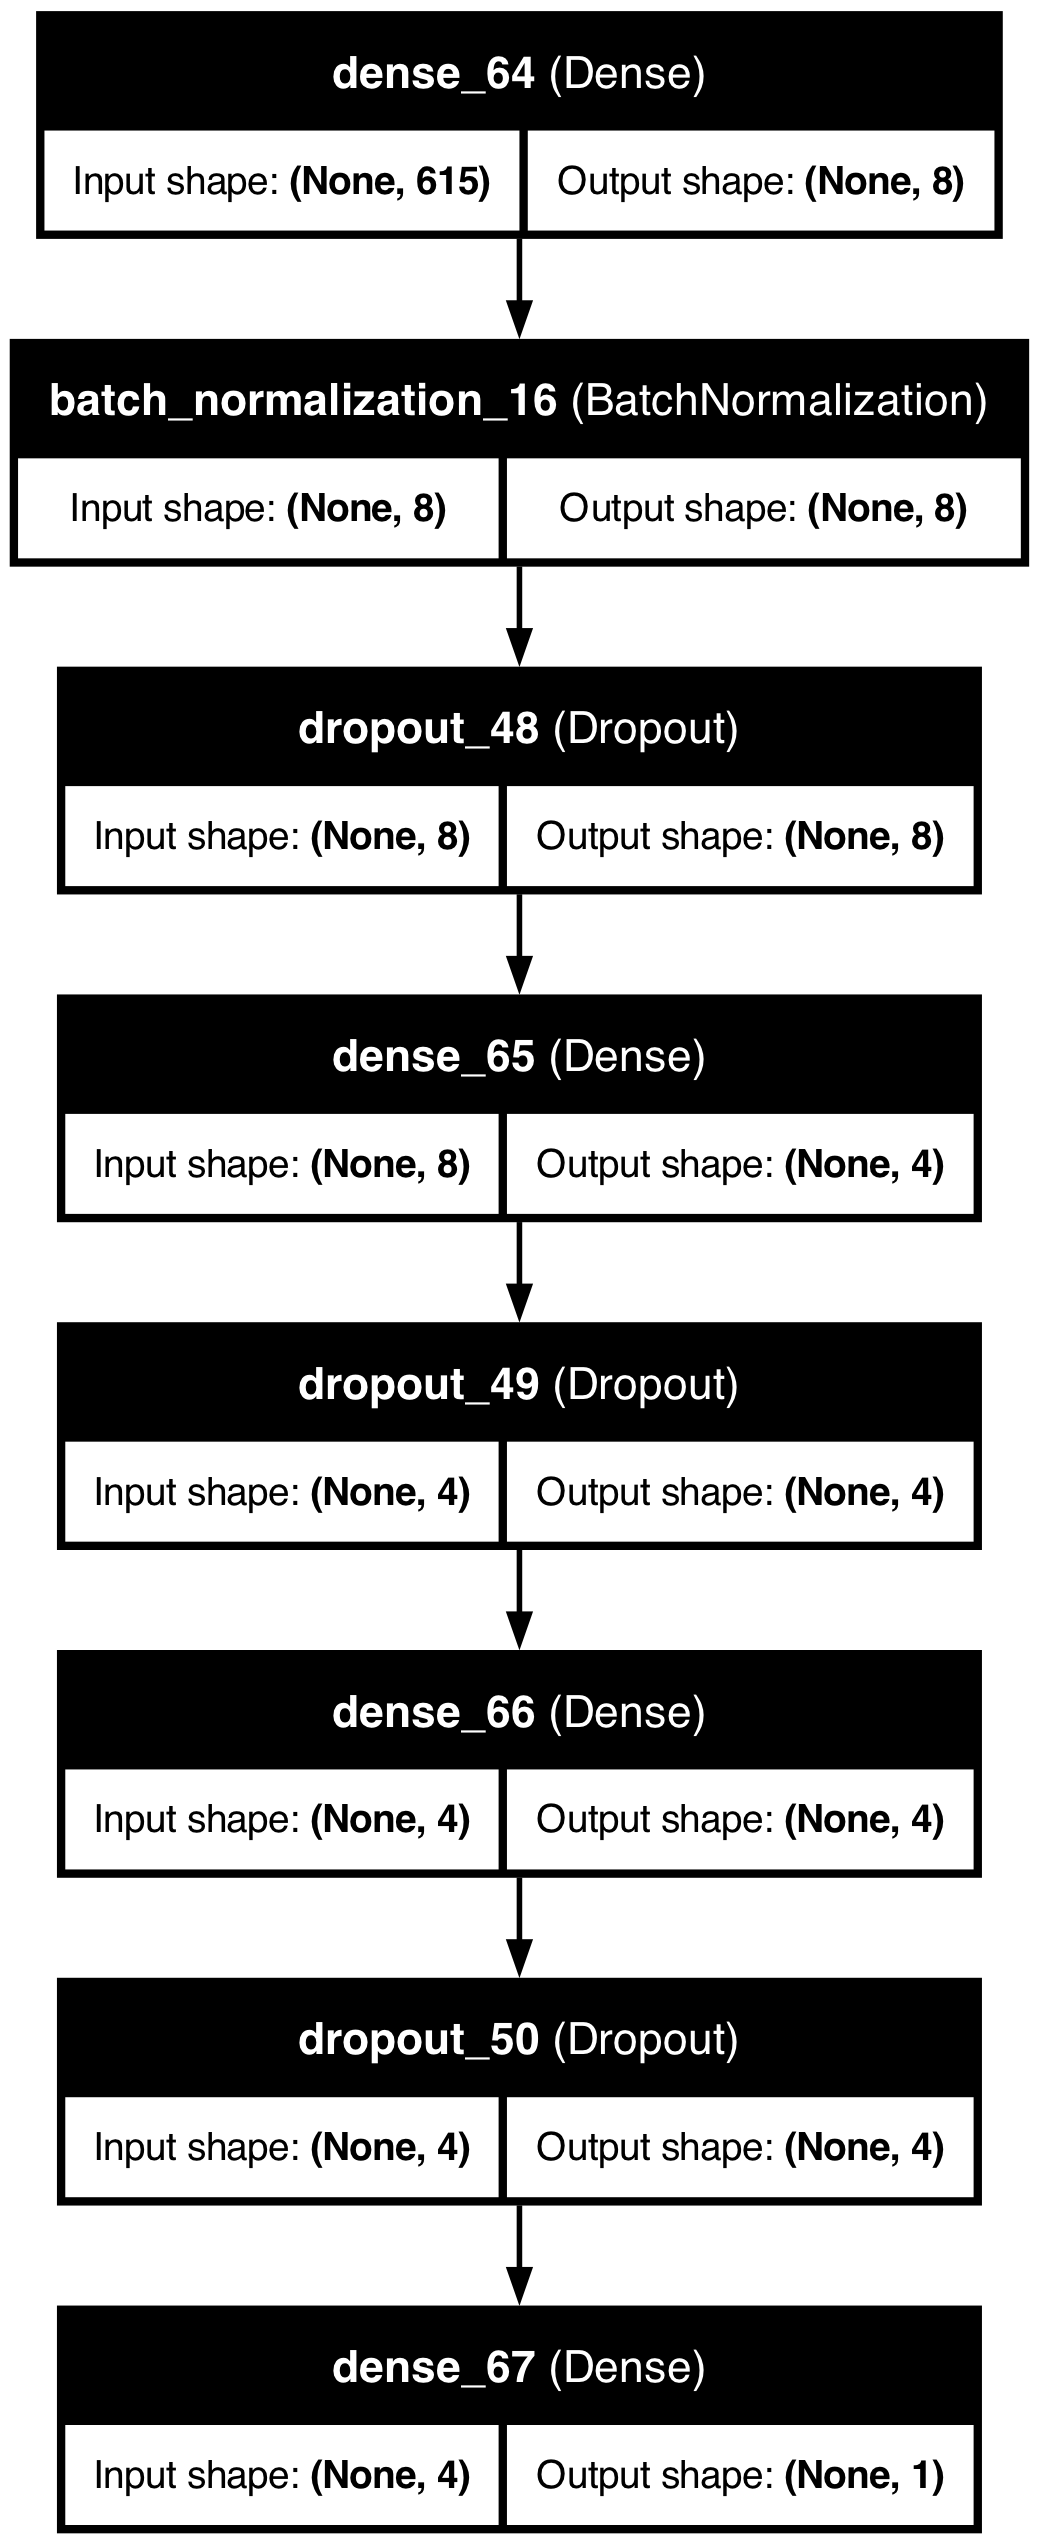 dense_64 (Dense)
Input shape: (None, 615) Output shape: (None, 8)
batch_normalization_16 (BatchNormalization)
Input shape: (None, 8) Output shape: (None, 8)
dropout_48 (Dropout)
Input shape: (None, 8) Output shape: (None, 8)
dense_65 (Dense)
Input shape: (None, 8) Output shape: (None, 4)
dropout_49 (Dropout)
Input shape: (None, 4) Output shape: (None, 4)
dense_66 (Dense)
Input shape: (None, 4) Output shape: (None, 4)
dropout_50 (Dropout)
Input shape: (None, 4) Output shape: (None, 4)
dense_67 (Dense)
Input shape: (None, 4) Output shape: (None, 1)